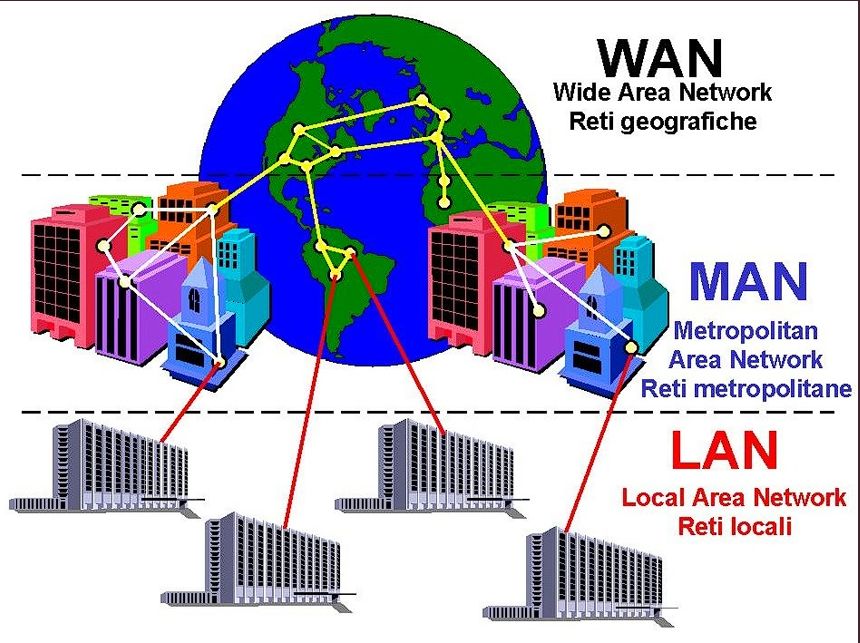 WAN
Wide Area Network
Reti geografiche
MAN
Metropolitan
Area Network
Reti metropolitane
LAN
Local Area Network
Reti locali